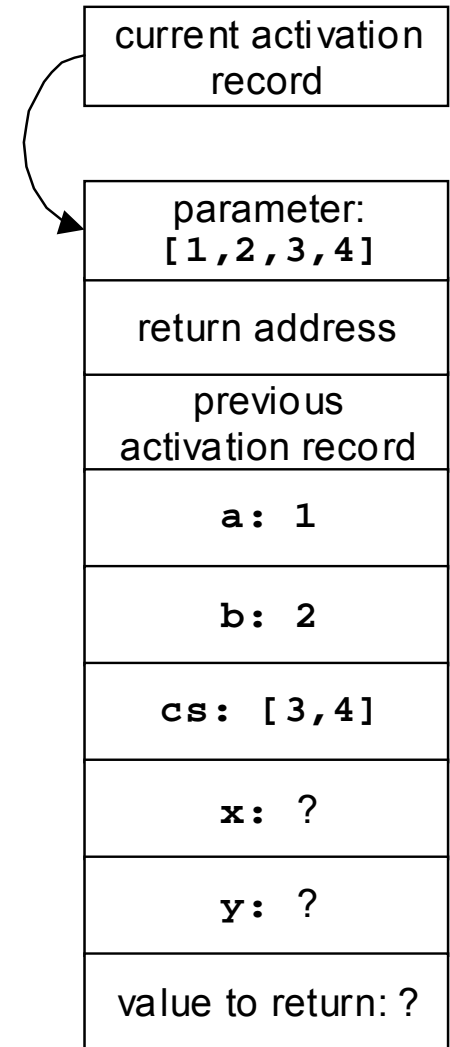 current activation
record
parameter:
[1,2,3,4]
return address
previous
activation record
a: 1
b: 2
cs: [3,4]
x: ?
y: ?
value to return: ?